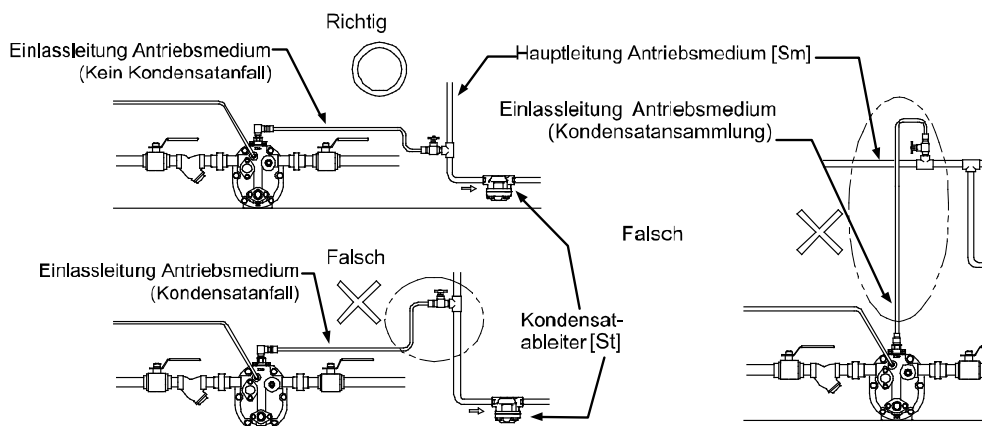 Richtig
Einlassleitung Antriebsmedium
(Kein Kondensatanfall)
Hauptleitung Antriebsmedium [Sm]
Einlassleitung Antriebsmedium
(Kondensatansammlung)
Falsch
Falsch
Einlassleitung Antriebsmedium
(Kondensatanfall)
Kondensat-
ableiter [St]